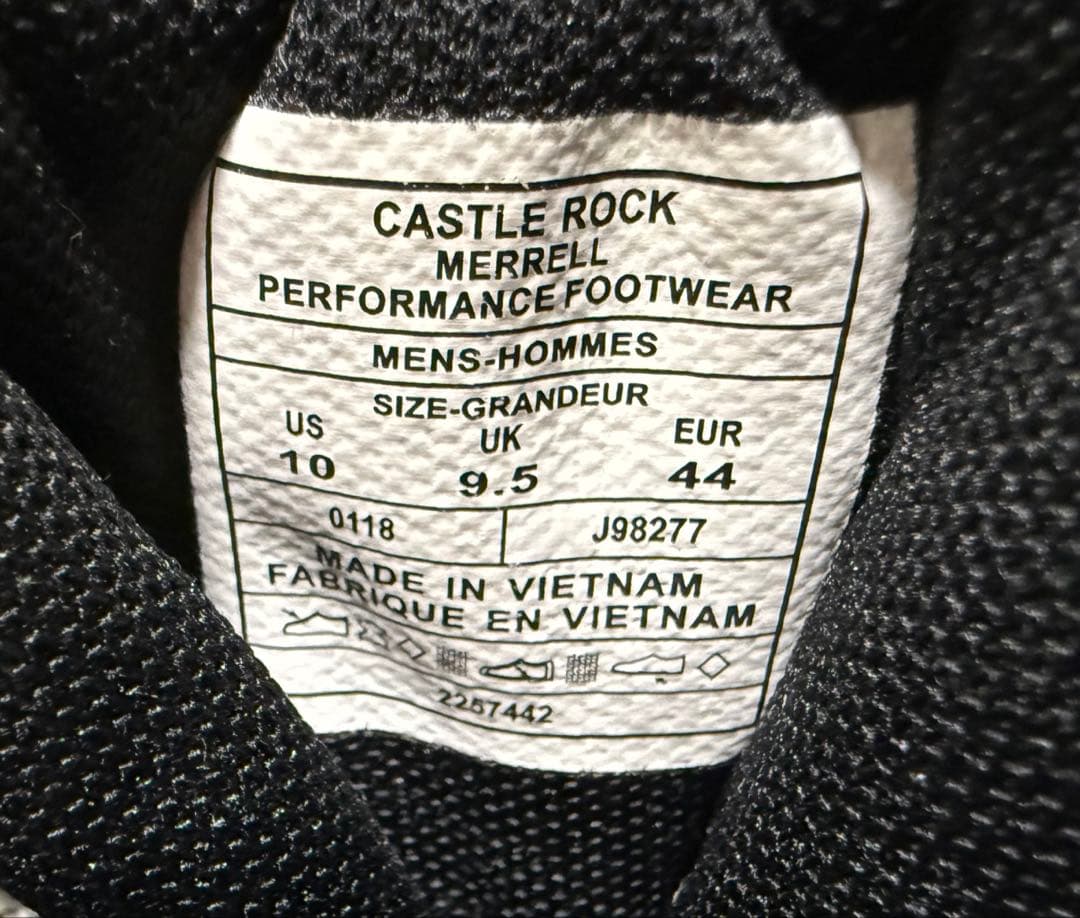 CASTLE ROCK
MERRELL
PERFORMANCE FOOTWEAR
MENS-HOMMES
SIZE-GRANDEUR
US UK EUR
10 9.5 44
0118 J98277
MADE IN VIETNAM
FABRIQUE EN VIETNAM
2257442